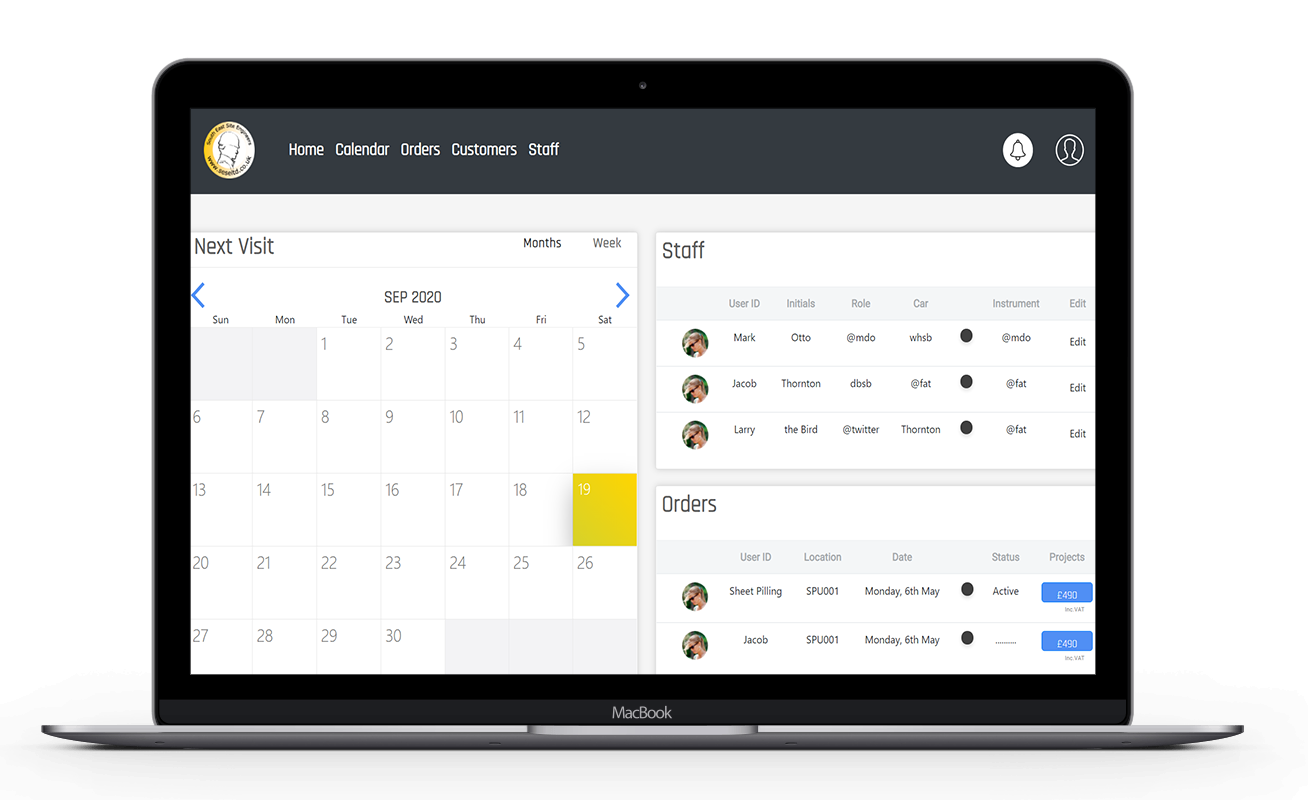 South East Site Engineers
www.seseltd.co.uk
Home Calendar Orders Customers Staff
Next Visit
Months Week
SEP 2020
Sun Mon Tue Wed Thu Fri Sat
1 2 3 4 5
6 7 8 9 10 11 12
13 14 15 16 17 18 19
20 21 22 23 24 25 26
27 28 29 30
Staff
User ID Initials Role Car Instrument Edit
Mark Otto @mdo whsb @mdo Edit
Jacob Thornton dbsb @fat @fat Edit
Larry the Bird @twitter Thornton @fat Edit
Orders
User ID Location Date Status Projects
Sheet Pilling SPU001 Monday, 6th May Active £490
inc.VAT
Jacob SPU001 Monday, 6th May .......... £490
inc.VAT
MacBook